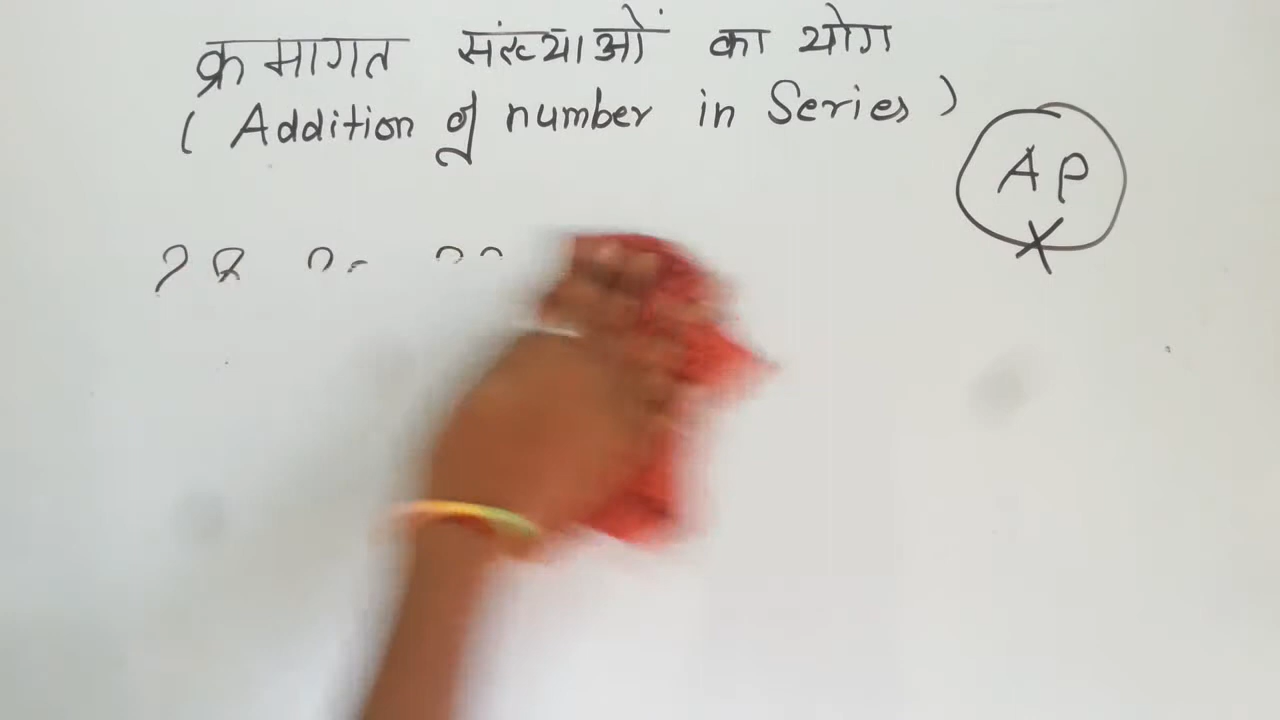 क्रमागत संख्याओं का योग
( Addition of number in Series )
AP